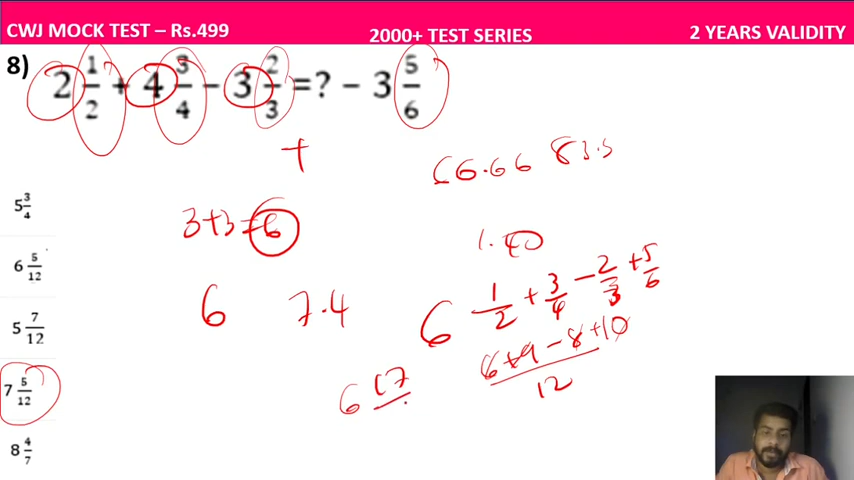 CWJ MOCK TEST – Rs.499
2000+ TEST SERIES
2 YEARS VALIDITY
8) 2 1/2 + 4 3/4 − 3 2/3 = ? − 3 5/6
+
66.66 83.3
3+3=6
1.40
6 7.4
6 1/2 + 3/4 − 2/3 + 5/6
6+9−8+10/12
6 17/
5 3/4
6 5/12
5 7/12
7 5/12
8 4/7